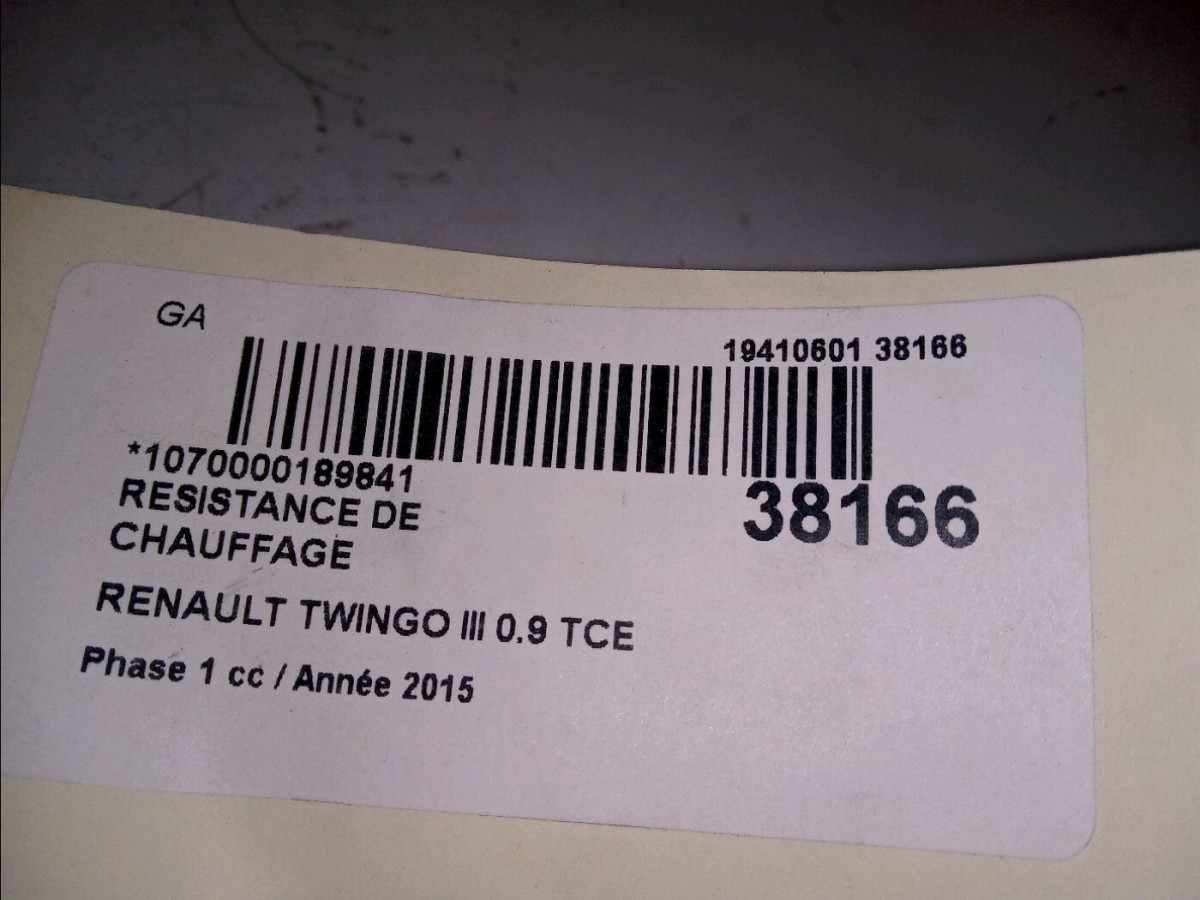 GA
19410601 38166
*1070000189841
38166
RESISTANCE DE
CHAUFFAGE
RENAULT TWINGO III 0.9 TCE
Phase 1 cc / Année 2015